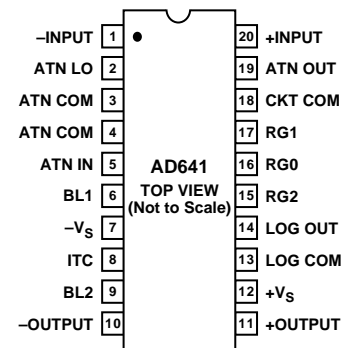 –INPUT 1 20 +INPUT
ATN LO 2 19 ATN OUT
ATN COM 3 18 CKT COM
ATN COM 4 17 RG1
ATN IN 5 AD641 16 RG0
BL1 6 TOP VIEW 15 RG2
(Not to Scale)
–VS 7 14 LOG OUT
ITC 8 13 LOG COM
BL2 9 12 +VS
–OUTPUT 10 11 +OUTPUT